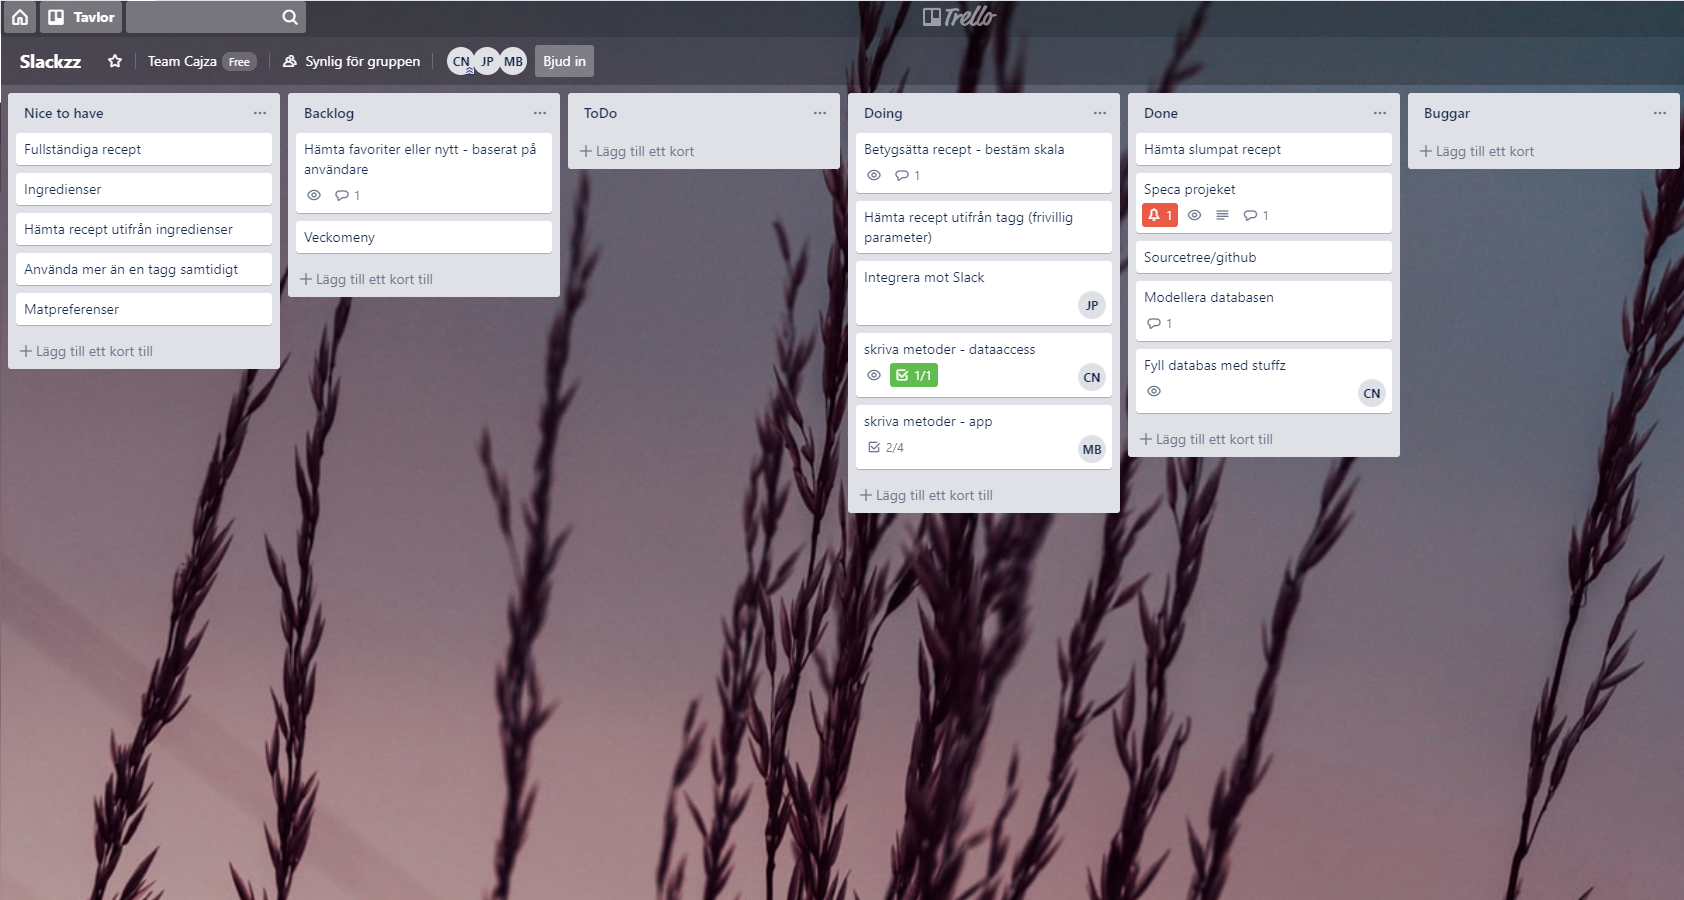 Tavlor
Trello
Slackzz
Team Cajza Free
Synlig för gruppen
CN JP MB
Bjud in
Nice to have
Fullständiga recept
Ingredienser
Hämta recept utifrån ingredienser
Använda mer än en tagg samtidigt
Matpreferenser
Lägg till ett kort till
Backlog
Hämta favoriter eller nytt - baserat på
användare
1
Veckomeny
Lägg till ett kort till
ToDo
Lägg till ett kort
Doing
Betygsätta recept - bestäm skala
1
Hämta recept utifrån tagg (frivillig
parameter)
Integrera mot Slack
JP
skriva metoder - dataaccess
1/1
CN
skriva metoder - app
2/4
MB
Lägg till ett kort till
Done
Hämta slumpat recept
Speca projeket
1 1
Sourcetree/github
Modellera databasen
1
Fyll databas med stuffz
CN
Lägg till ett kort till
Buggar
Lägg till ett kort